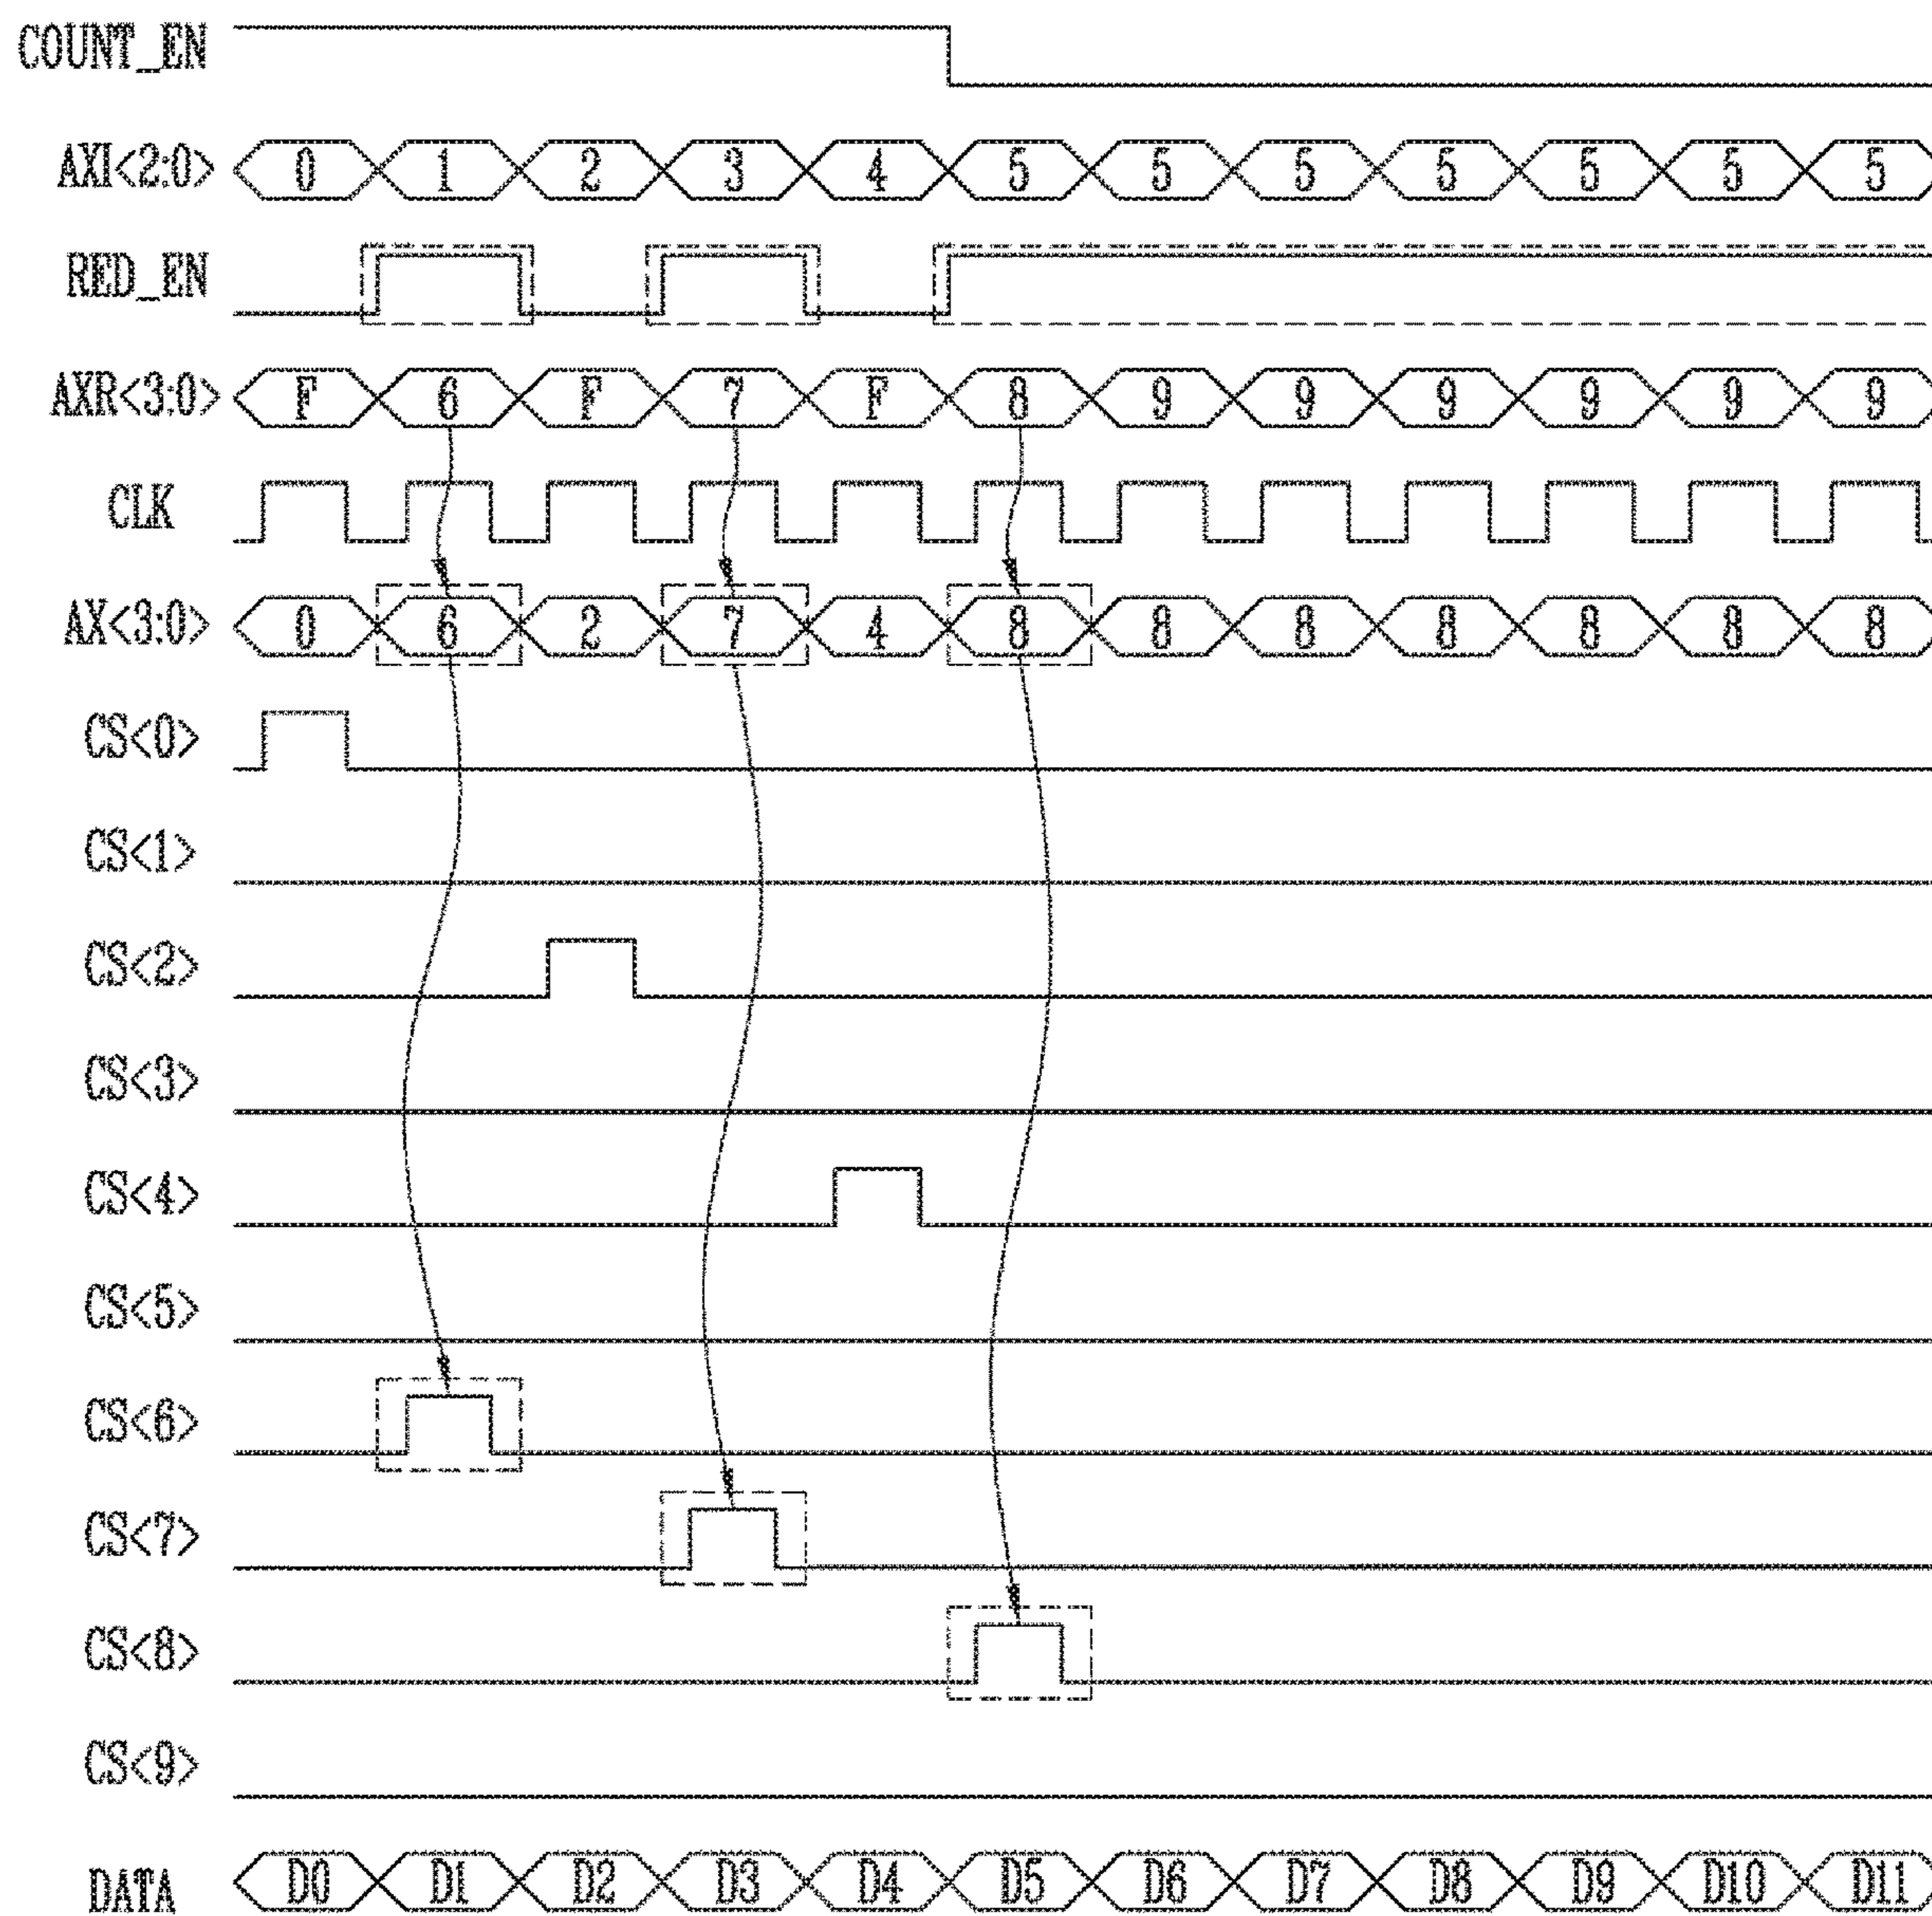 COUNT_EN
AXI<2:0> 0 1 2 3 4 5 5 5 5 5 5 5
RED_EN
AXR<3:0> F 6 F 7 F 8 9 9 9 9 9 9
CLK
AX<3:0> 0 6 2 7 4 8 8 8 8 8 8 8
CS<0>
CS<1>
CS<2>
CS<3>
CS<4>
CS<5>
CS<6>
CS<7>
CS<8>
CS<9>
DATA D0 D1 D2 D3 D4 D5 D6 D7 D8 D9 D10 D11